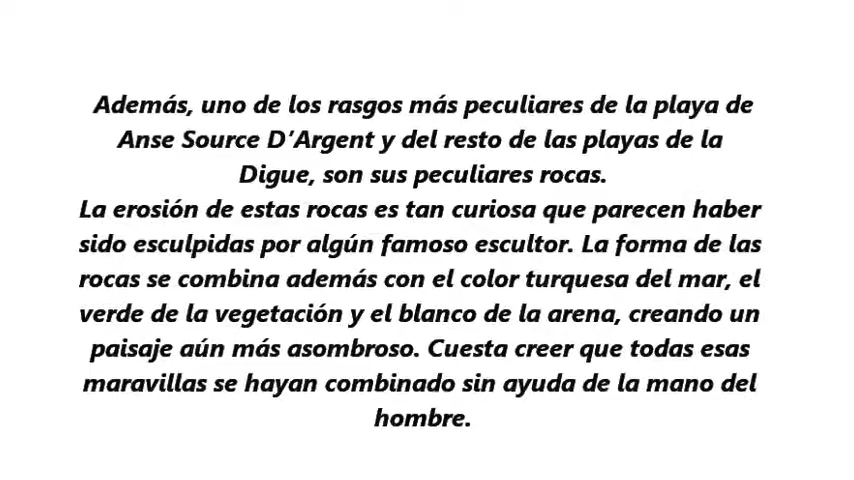 Además, uno de los rasgos más peculiares de la playa de
Anse Source D’Argent y del resto de las playas de la
Digue, son sus peculiares rocas.
La erosión de estas rocas es tan curiosa que parecen haber
sido esculpidas por algún famoso escultor. La forma de las
rocas se combina además con el color turquesa del mar, el
verde de la vegetación y el blanco de la arena, creando un
paisaje aún más asombroso. Cuesta creer que todas esas
maravillas se hayan combinado sin ayuda de la mano del
hombre.